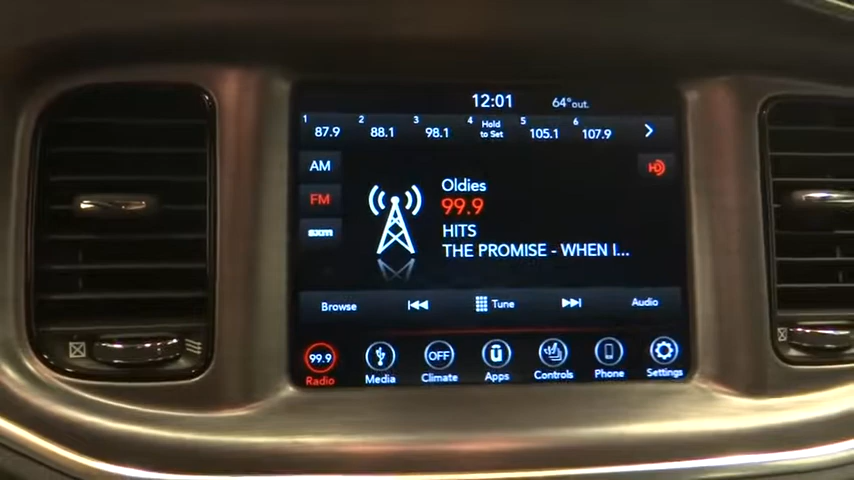 12:01 64°out.
1 87.9 2 88.1 3 98.1 4 Hold to Set 5 105.1 6 107.9
AM
HD
FM
sxm
Oldies
99.9
HITS
THE PROMISE - WHEN I...
Browse Tune Audio
99.9 OFF
Radio Media Climate Apps Controls Phone Settings